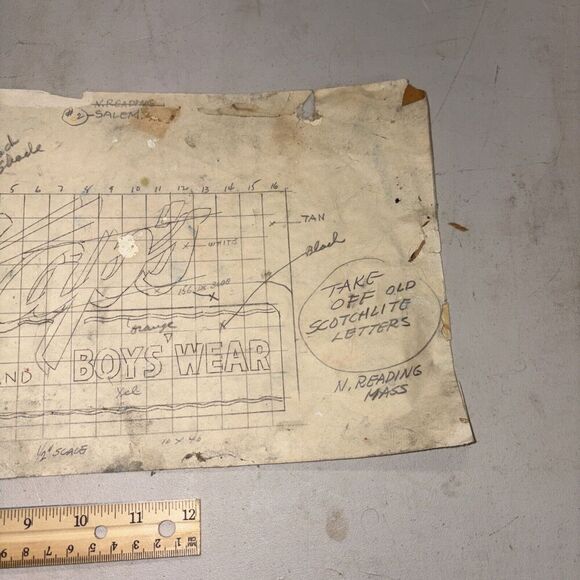 N. READING
#2 - SALEM
Shade
5 6 7 8 9 10 11 12 13 14 15 16
TAN
WHITE
Black
TAKE
OFF OLD
SCOTCHLITE
LETTERS
orange
AND
BOYS WEAR
Yel
N. READING
MASS
1/2" SCALE
10 X 40
9 10 11 12